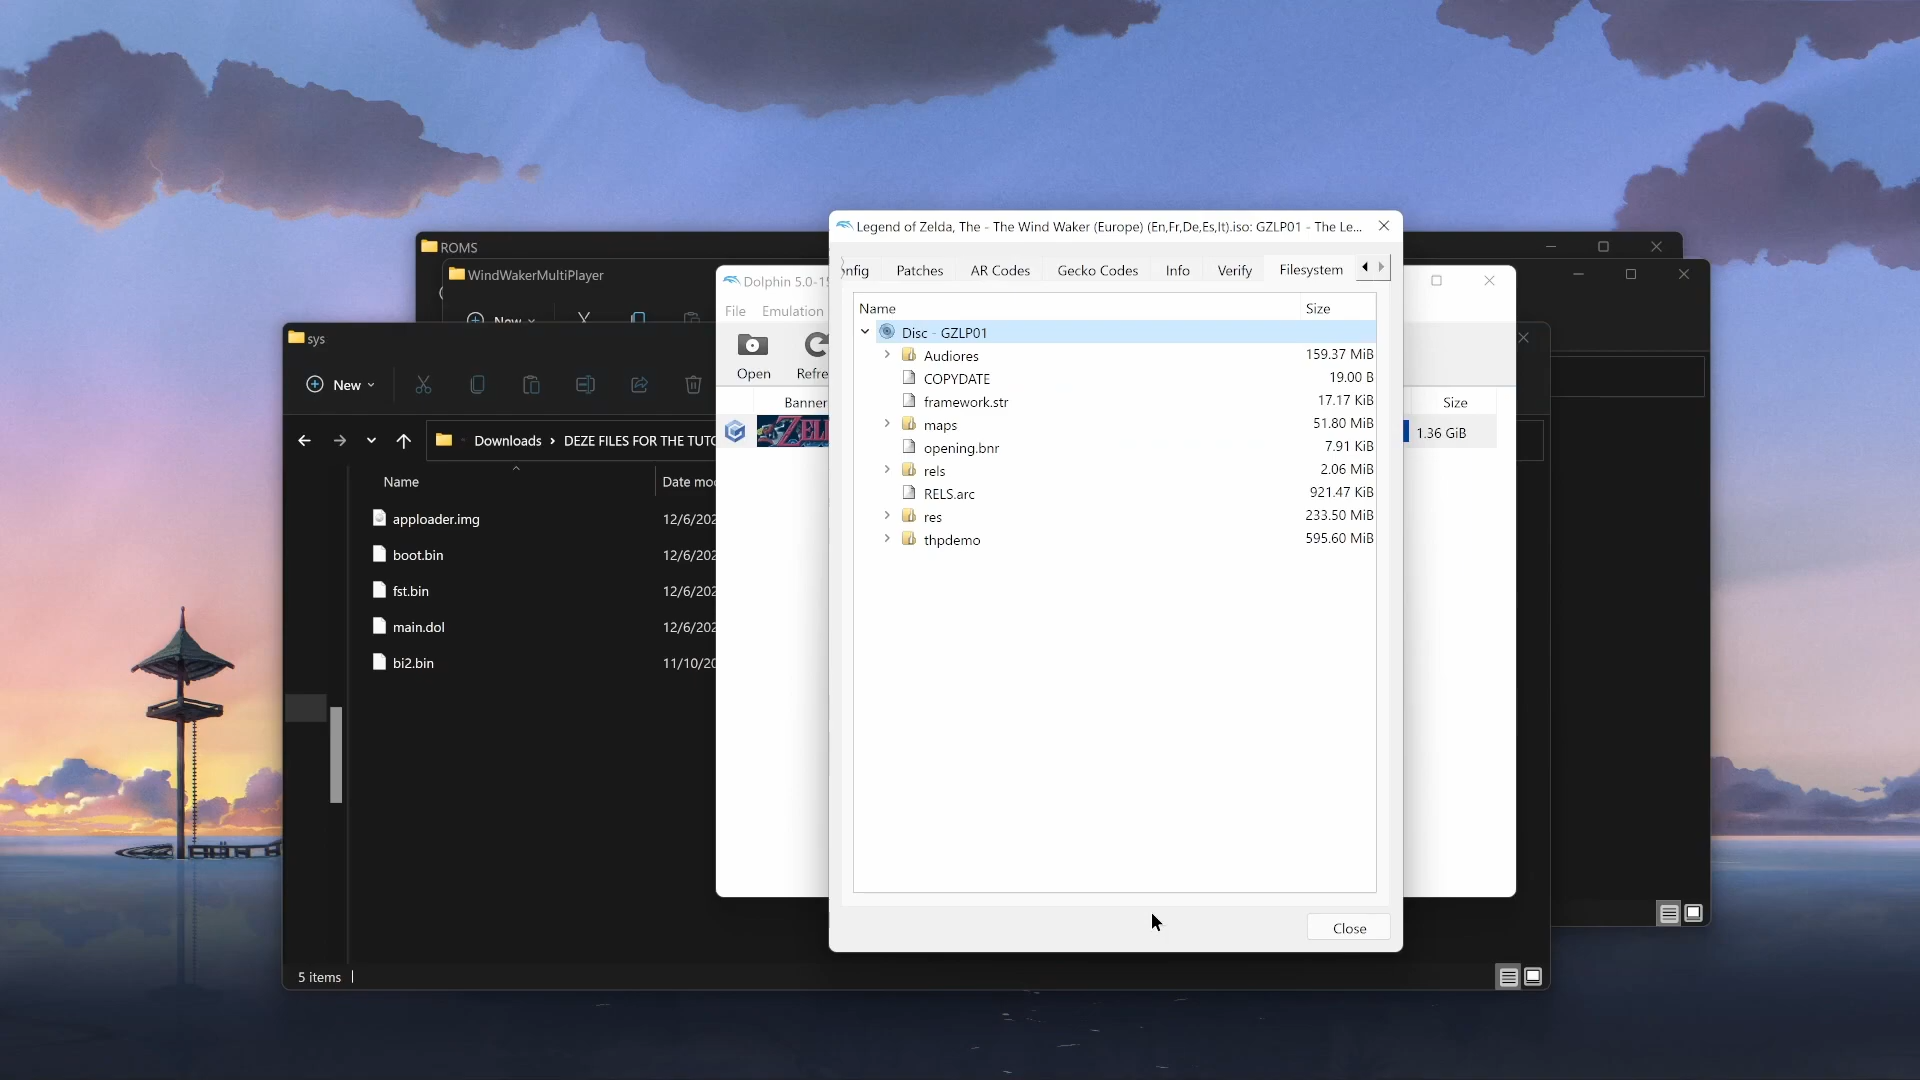 ROMS
WindWakerMultiPlayer
New
sys
New
Downloads > DEZE FILES FOR THE TUTO
Name
Date mo
apploader.img
12/6/202
boot.bin
12/6/202
fst.bin
12/6/202
main.dol
12/6/202
bi2.bin
11/10/20
5 items
Dolphin 5.0-15
File Emulation
Open
Refre
Banner
Size
ZEL
1.36 GiB
Legend of Zelda, The - The Wind Waker (Europe) (En,Fr,De,Es,It).iso: GZLP01 - The Le...
onfig Patches AR Codes Gecko Codes Info Verify Filesystem
Name Size
Disc - GZLP01
Audiores 159.37 MiB
COPYDATE 19.00 B
framework.str 17.17 KiB
maps 51.80 MiB
opening.bnr 7.91 KiB
rels 2.06 MiB
RELS.arc 921.47 KiB
res 233.50 MiB
thpdemo 595.60 MiB
Close